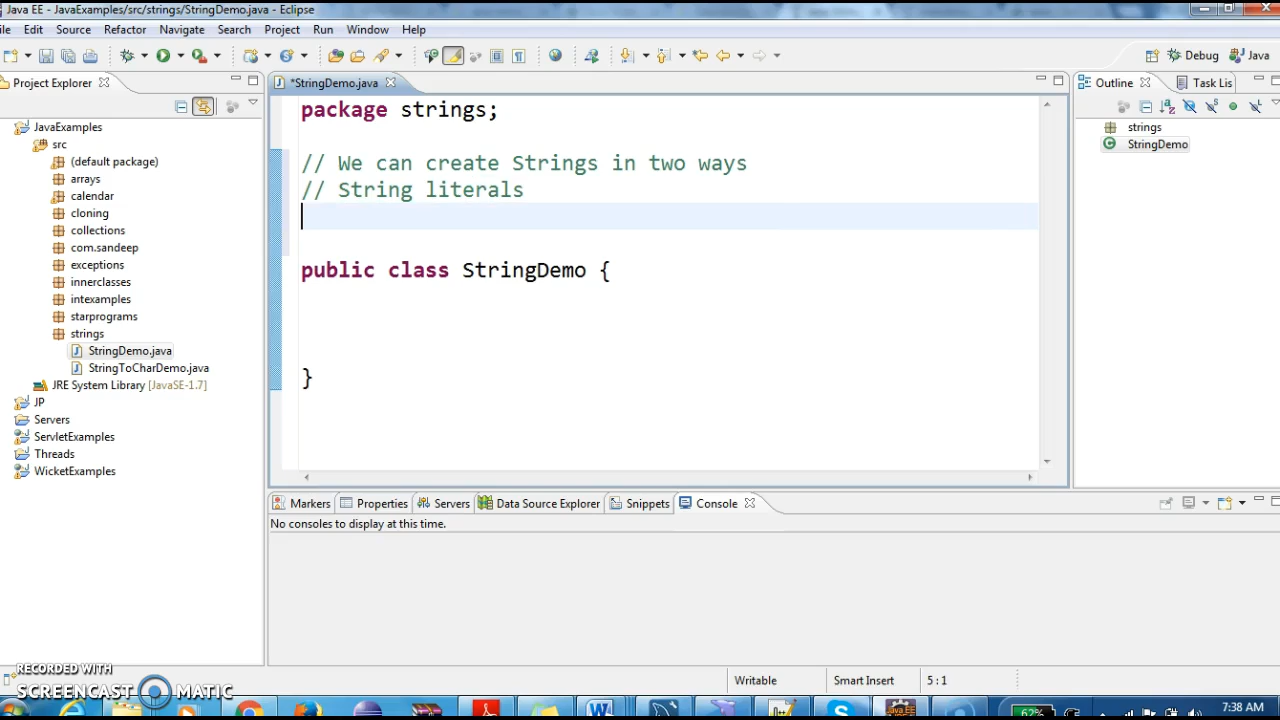 Java EE - JavaExamples/src/strings/StringDemo.java - Eclipse
ile Edit Source Refactor Navigate Search Project Run Window Help
Debug Java
Project Explorer
*StringDemo.java
Outline Task Lis
JavaExamples
src
(default package)
arrays
calendar
cloning
collections
com.sandeep
exceptions
innerclasses
intexamples
starprograms
strings
StringDemo.java
StringToCharDemo.java
JRE System Library [JavaSE-1.7]
JP
Servers
ServletExamples
Threads
WicketExamples
package strings;
// We can create Strings in two ways
// String literals
public class StringDemo {
}
strings
StringDemo
Markers Properties Servers Data Source Explorer Snippets Console
No consoles to display at this time.
Writable Smart Insert 5 : 1
RECORDED WITH
SCREENCAST MATIC
62% 7:38 AM